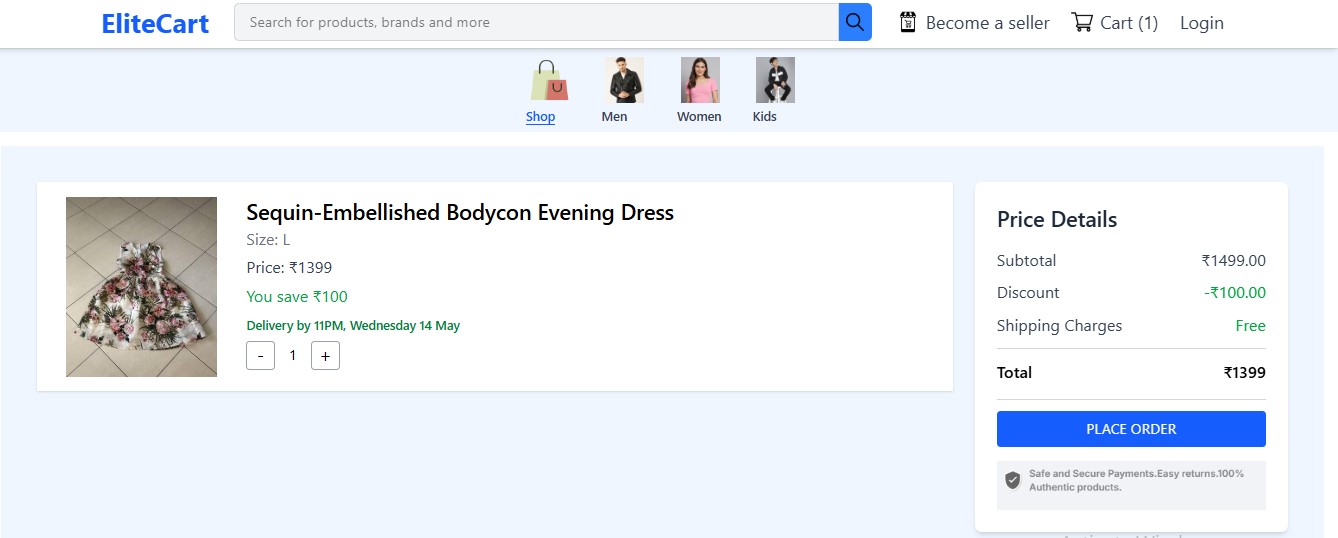 EliteCart
Search for products, brands and more
Become a seller
Cart (1)
Login
Shop
Men
Women
Kids
Sequin-Embellished Bodycon Evening Dress
Size: L
Price: ₹1399
You save ₹100
Delivery by 11PM, Wednesday 14 May
- 1 +
Price Details
Subtotal ₹1499.00
Discount -₹100.00
Shipping Charges Free
Total ₹1399
PLACE ORDER
Safe and Secure Payments.Easy returns.100%
Authentic products.